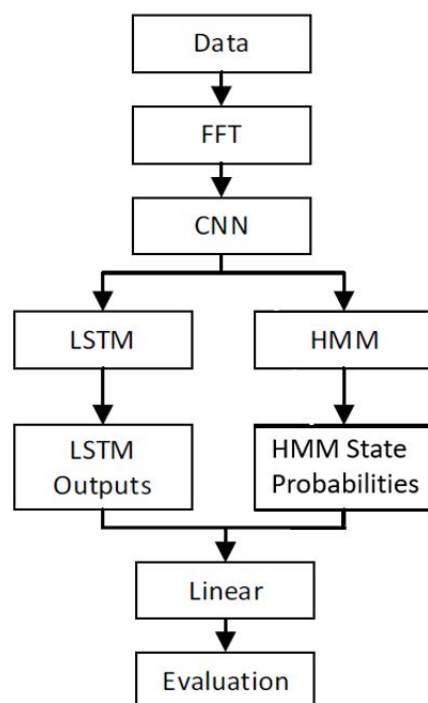 Data
FFT
CNN
LSTM
HMM
LSTM
Outputs
HMM State
Probabilities
Linear
Evaluation